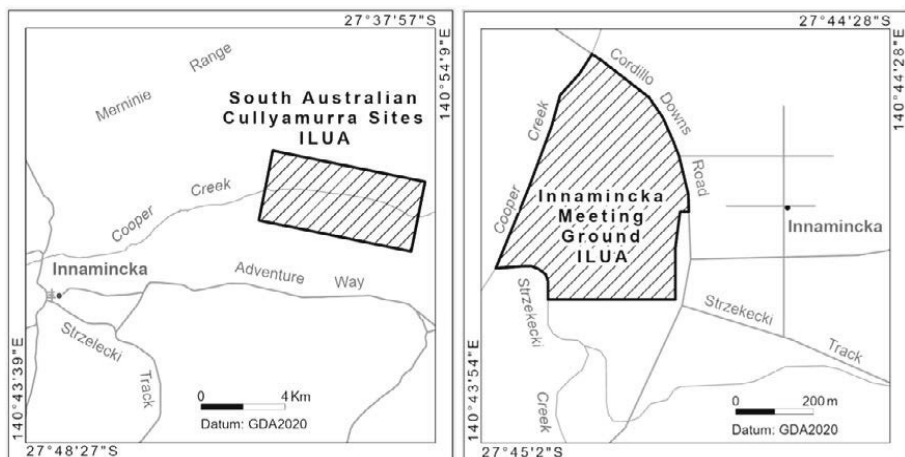 27°37'57"S
140°54'9"E
Merninie Range
South Australian
Cullyamurra Sites
ILUA
Cooper Creek
Innamincka
Adventure Way
Strzelecki Track
0 4 Km
Datum: GDA2020
140°43'39"E
27°48'27"S
27°44'28"S
140°44'28"E
Cordillo Downs Road
Cooper Creek
Innamincka
Meeting
Ground
ILUA
Innamincka
Strzekecki Creek
Strzekecki Track
0 200 m
Datum: GDA2020
140°43'54"E
27°45'2"S